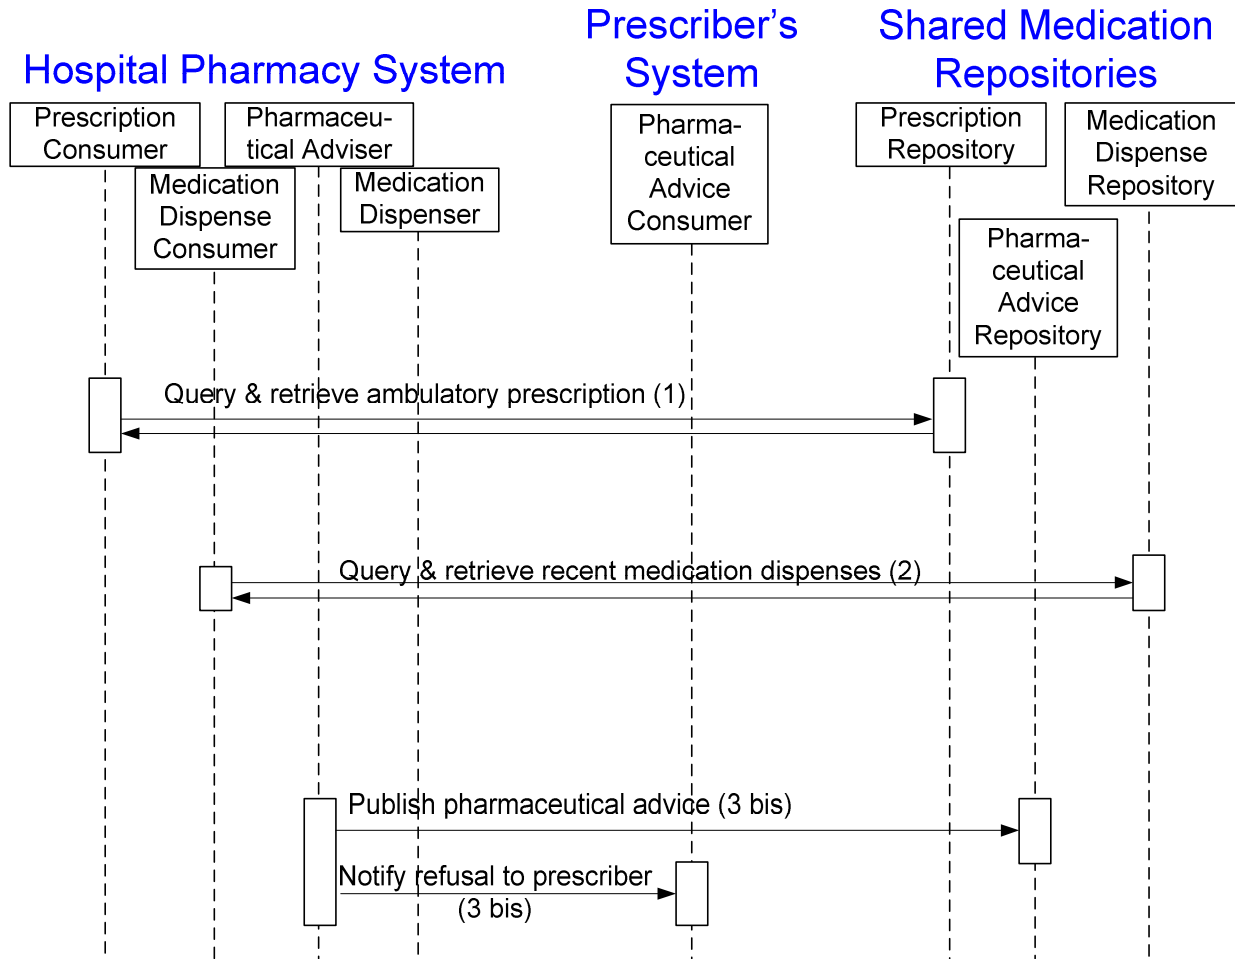 Hospital Pharmacy System
Prescriber's
System
Shared Medication
Repositories
Prescription
Consumer
Pharmaceu-
tical Adviser
Medication
Dispense
Consumer
Medication
Dispenser
Pharma-
ceutical
Advice
Consumer
Prescription
Repository
Medication
Dispense
Repository
Pharma-
ceutical
Advice
Repository
Query & retrieve ambulatory prescription (1)
Query & retrieve recent medication dispenses (2)
Publish pharmaceutical advice (3 bis)
Notify refusal to prescriber
(3 bis)